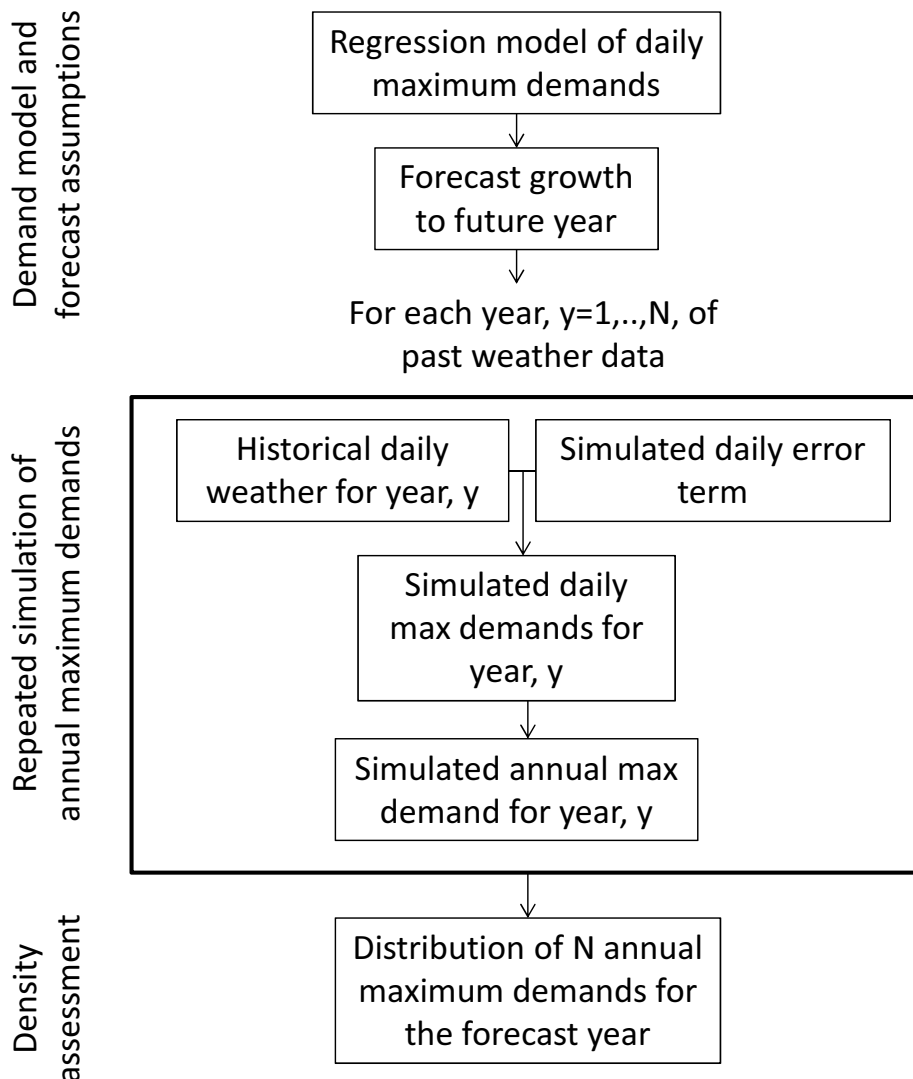 Demand model and
forecast assumptions
Regression model of daily
maximum demands
Forecast growth
to future year
For each year, y=1,..,N, of
past weather data
Repeated simulation of
annual maximum demands
Historical daily
weather for year, y
Simulated daily error
term
Simulated daily
max demands for
year, y
Simulated annual max
demand for year, y
Density
assessment
Distribution of N annual
maximum demands for
the forecast year